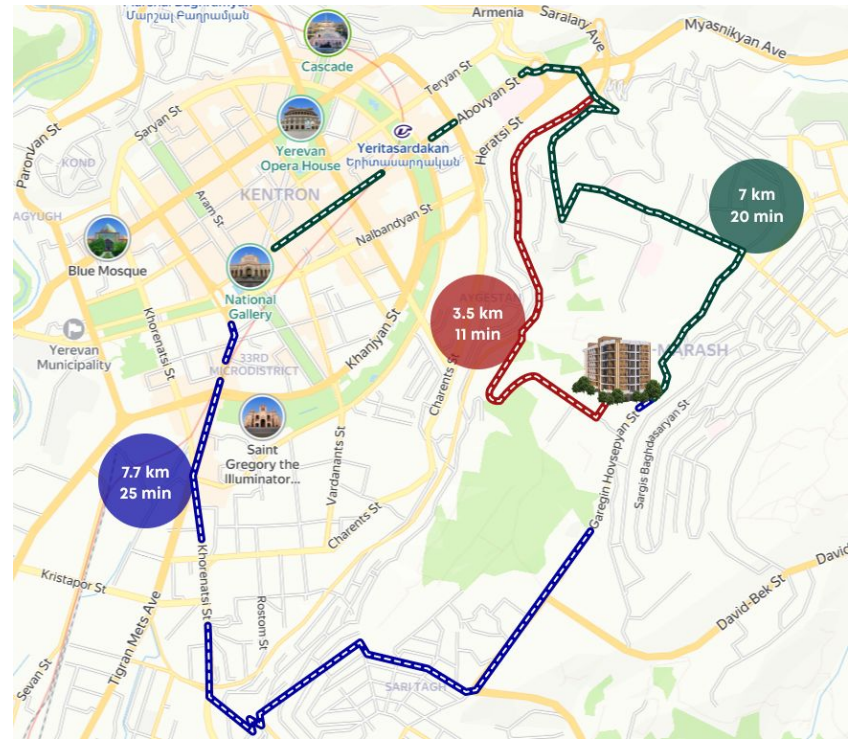 Մարշալ Բաղրամյան
Armenia
Saralanj Ave
Myasnikyan Ave
Cascade
Teryan St
Abovyan St
Saryan St
Paronyan St
KOND
Yerevan
Opera House
Yeritasardakan
Երիտասարդական
Heratsi St
KENTRON
Aram St
Nalbandyan St
7 km
20 min
AGYUGH
Blue Mosque
National
Gallery
AYGESTAN
3.5 km
11 min
Khorenatsi St
Khanjyan St
Yerevan
Municipality
33RD
MICRODISTRICT
-MARASH
Charents St
Saint
Gregory the
Illuminator...
Vardanants St
Garegin Hovsepyan St
Sargis Baghdasaryan St
7.7 km
25 min
Charents St
Khorenatsi St
Kristapor St
Rostom St
Tigran Mets Ave
David-Bek St
David
Sevan St
SARI TAGH